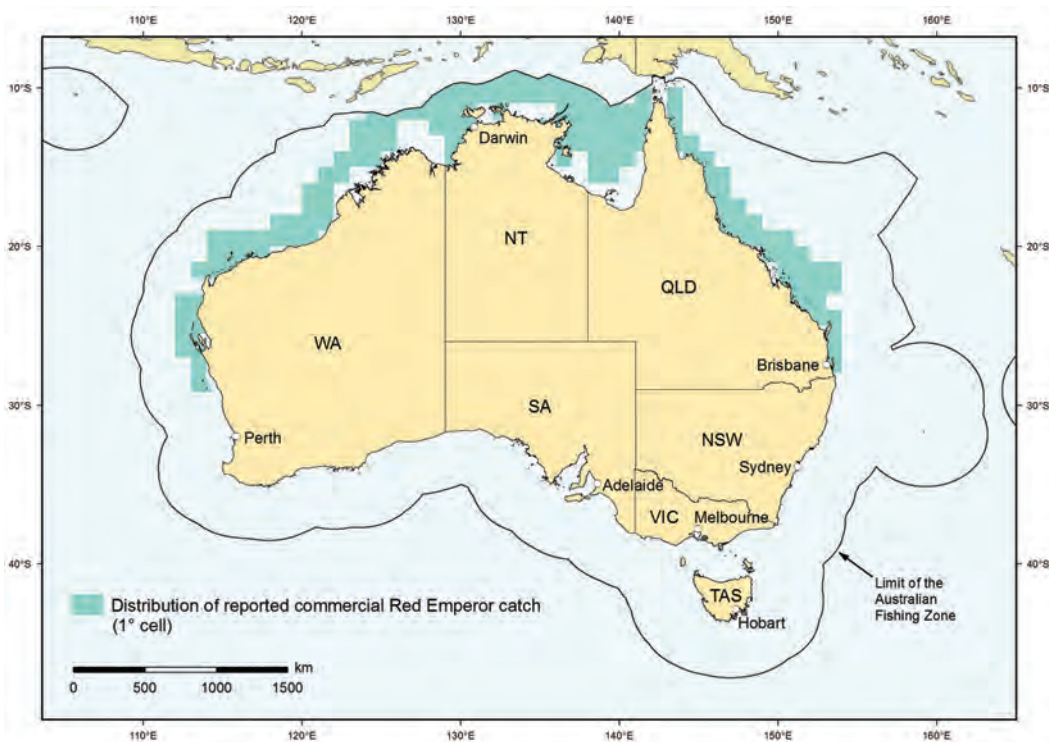 110°E 120°E 130°E 140°E 150°E 160°E
10°S 10°S
Darwin
20°S 20°S
NT
QLD
WA
Brisbane
30°S 30°S
SA
NSW
Perth
Sydney
Adelaide
VIC Melbourne
40°S 40°S
TAS
Hobart
Limit of the
Australian
Fishing Zone
Distribution of reported commercial Red Emperor catch
(1° cell)
km
0 500 1000 1500
110°E 120°E 130°E 140°E 150°E 160°E